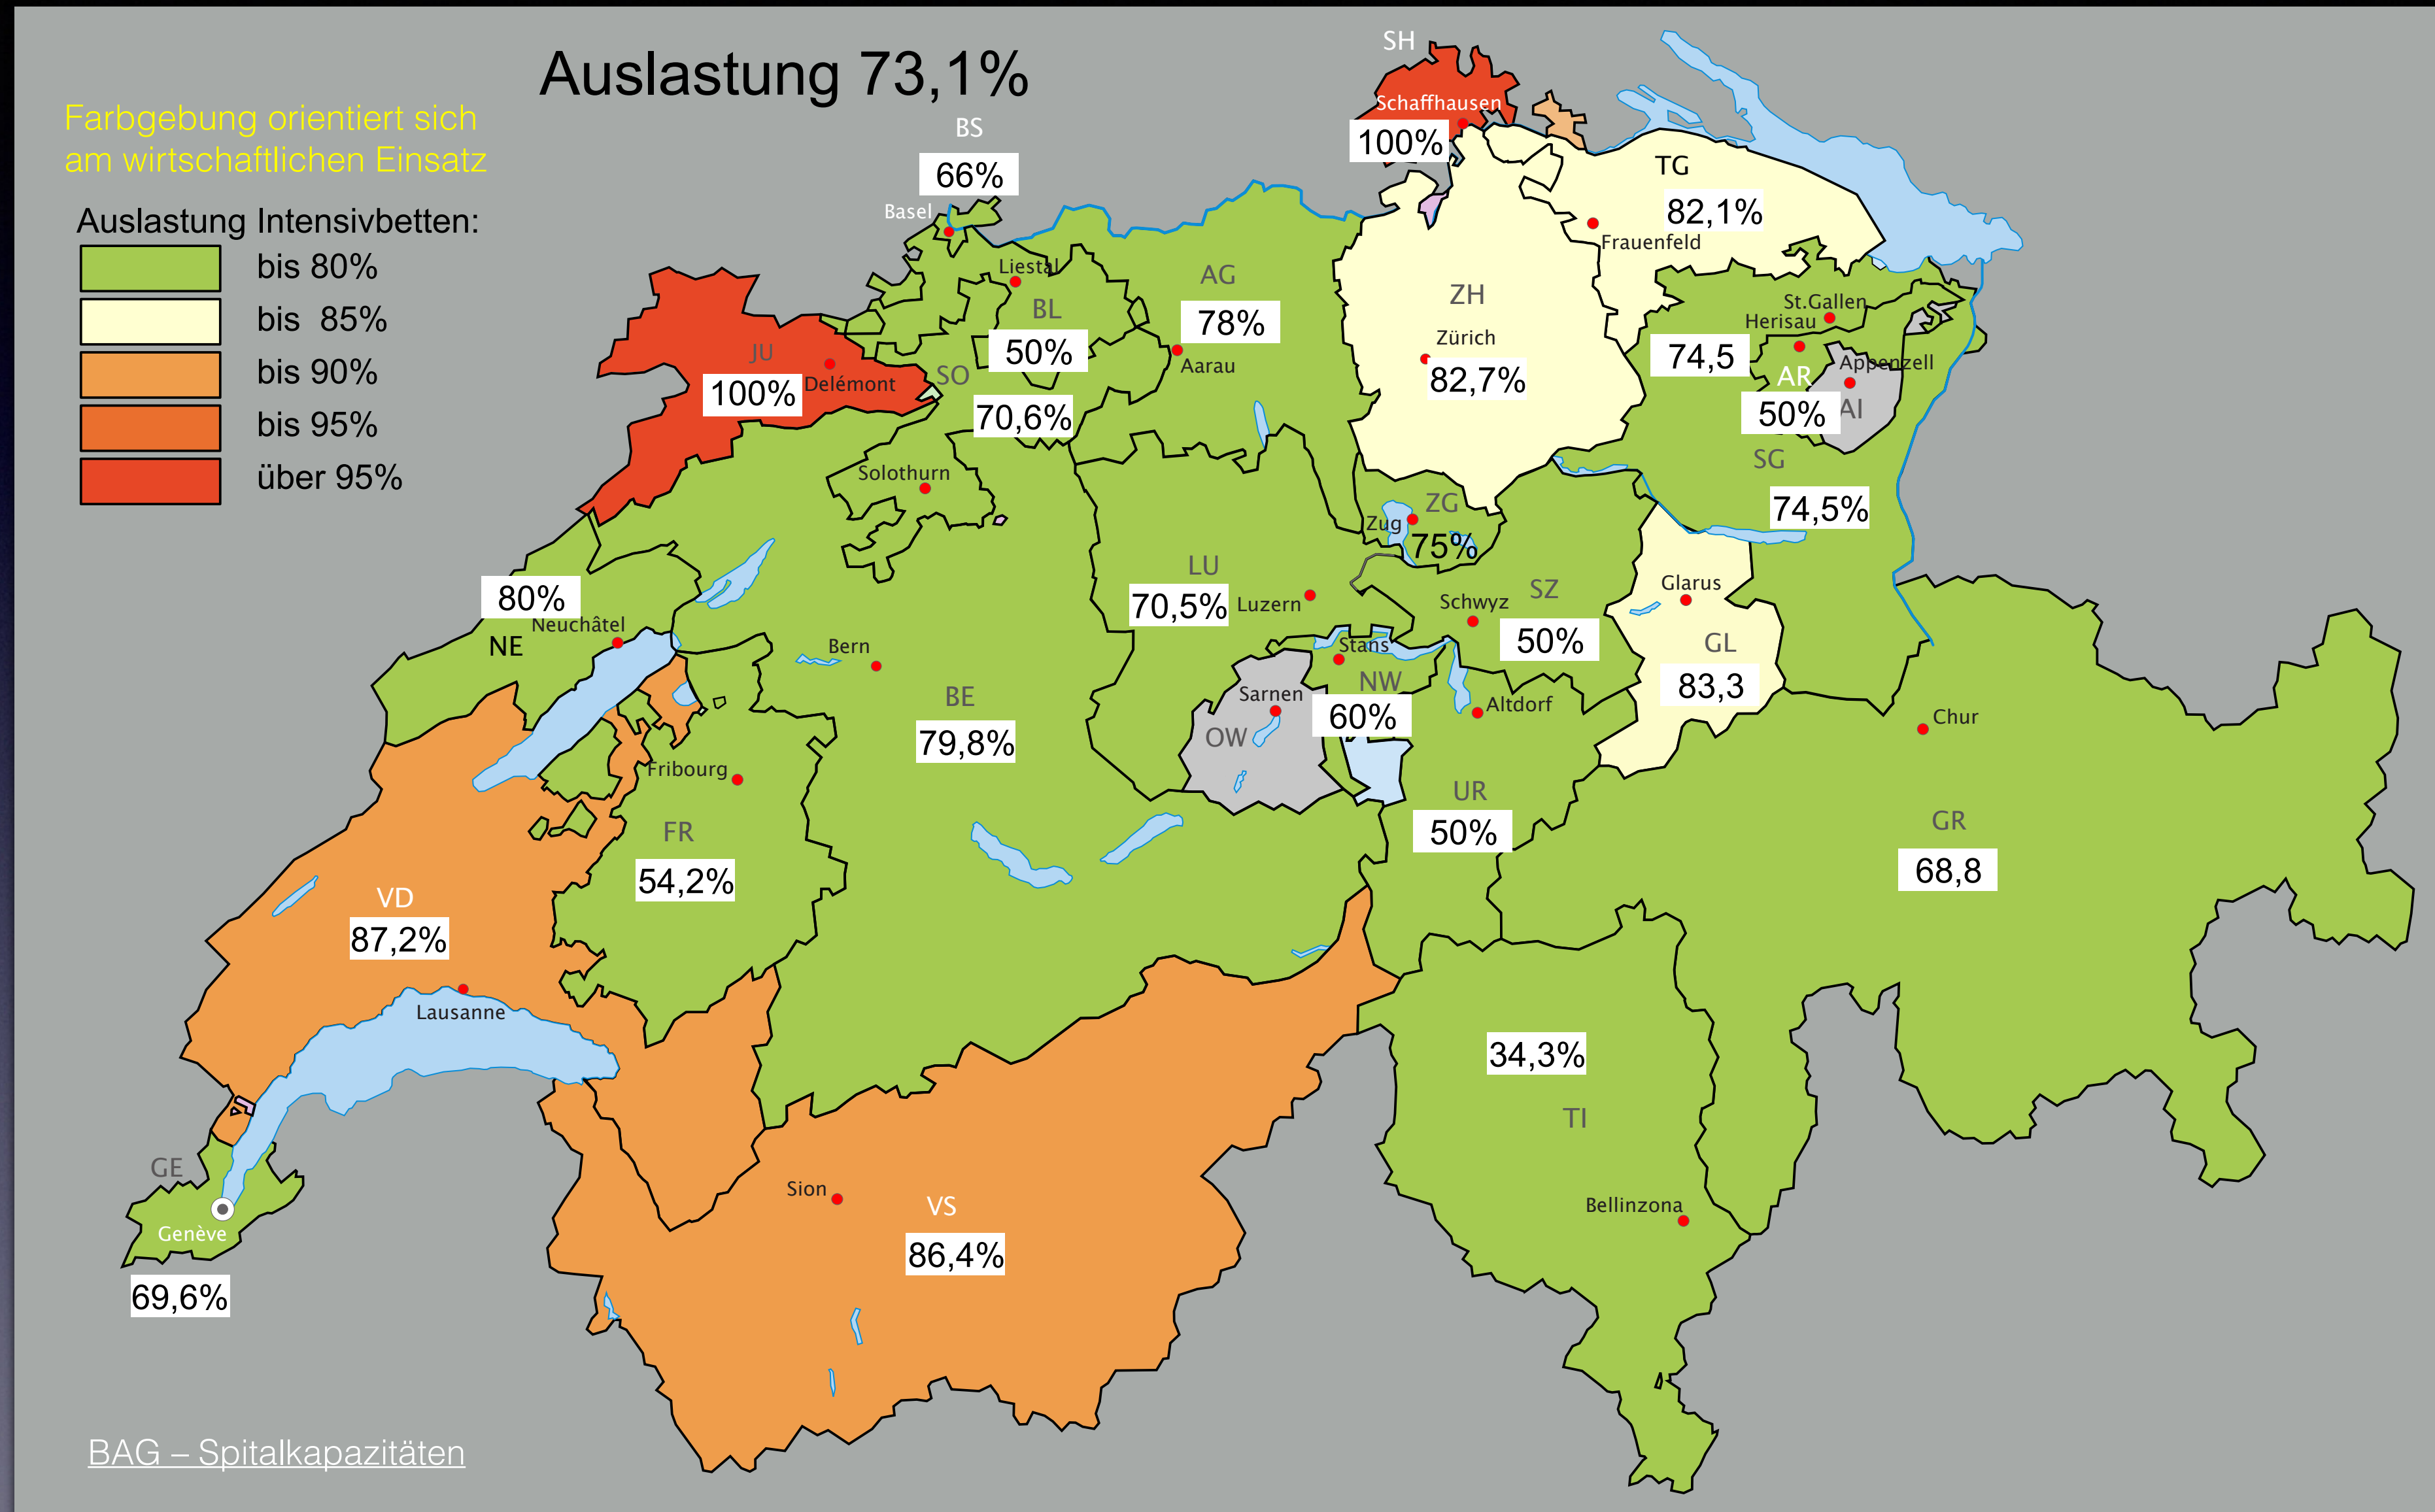 Auslastung 73,1%
Farbgebung orientiert sich
am wirtschaftlichen Einsatz
Auslastung Intensivbetten:
bis 80%
bis  85%
bis 90%
bis 95%
über 95%
SH
Schaffhausen
100%
BS
66%
Basel
TG
82,1%
Frauenfeld
Liestal
BL
50%
AG
78%
Aarau
ZH
Zürich
82,7%
St.Gallen
Herisau
74,5
Appenzell
AR
50%
AI
SG
74,5%
JU
100%
Delémont
SO
70,6%
Solothurn
ZG
Zug
75%
80%
Neuchâtel
NE
LU
70,5%
Luzern
SZ
Schwyz
50%
Glarus
GL
83,3
Bern
BE
79,8%
Stans
NW
60%
Sarnen
OW
Altdorf
UR
50%
Chur
GR
68,8
Fribourg
FR
54,2%
VD
87,2%
Lausanne
34,3%
TI
Bellinzona
GE
Genève
69,6%
Sion
VS
86,4%
BAG – Spitalkapazitäten